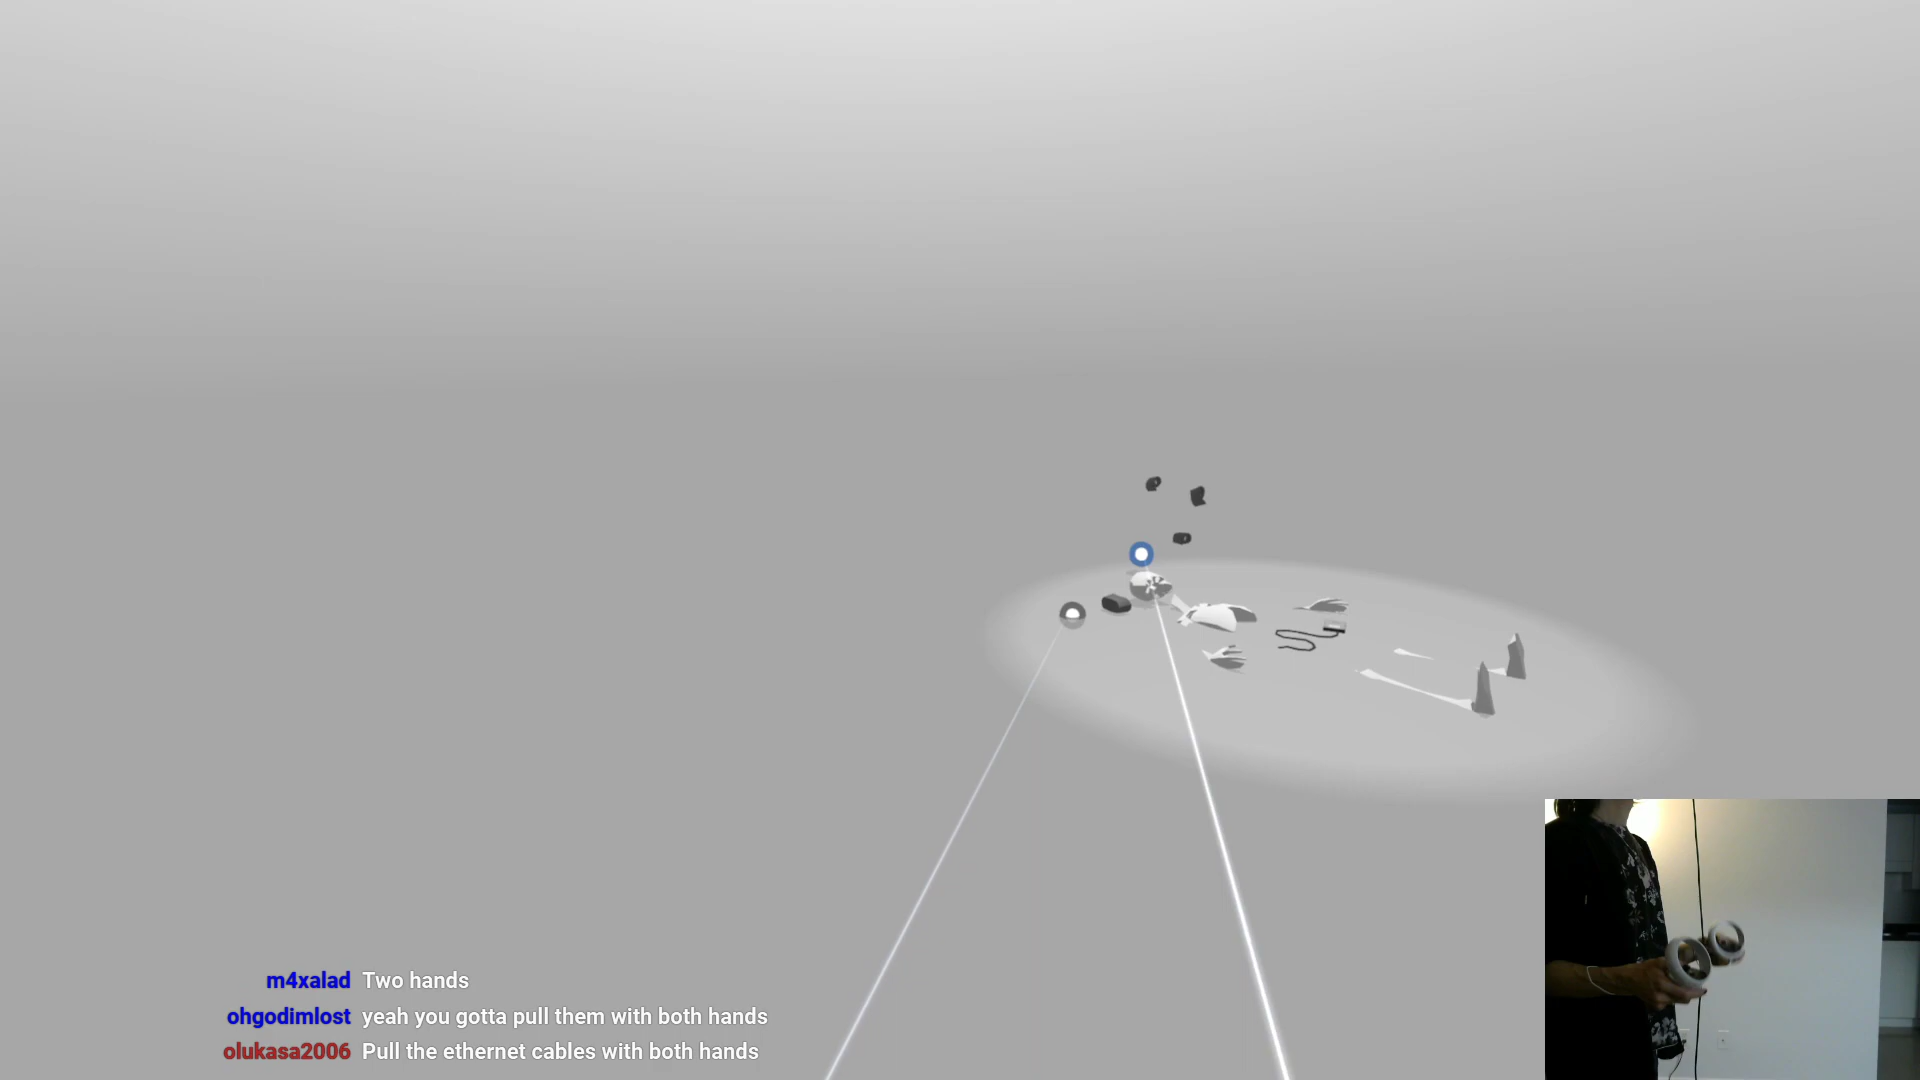 m4xalad Two hands
ohgodimlost yeah you gotta pull them with both hands
olukasa2006 Pull the ethernet cables with both hands